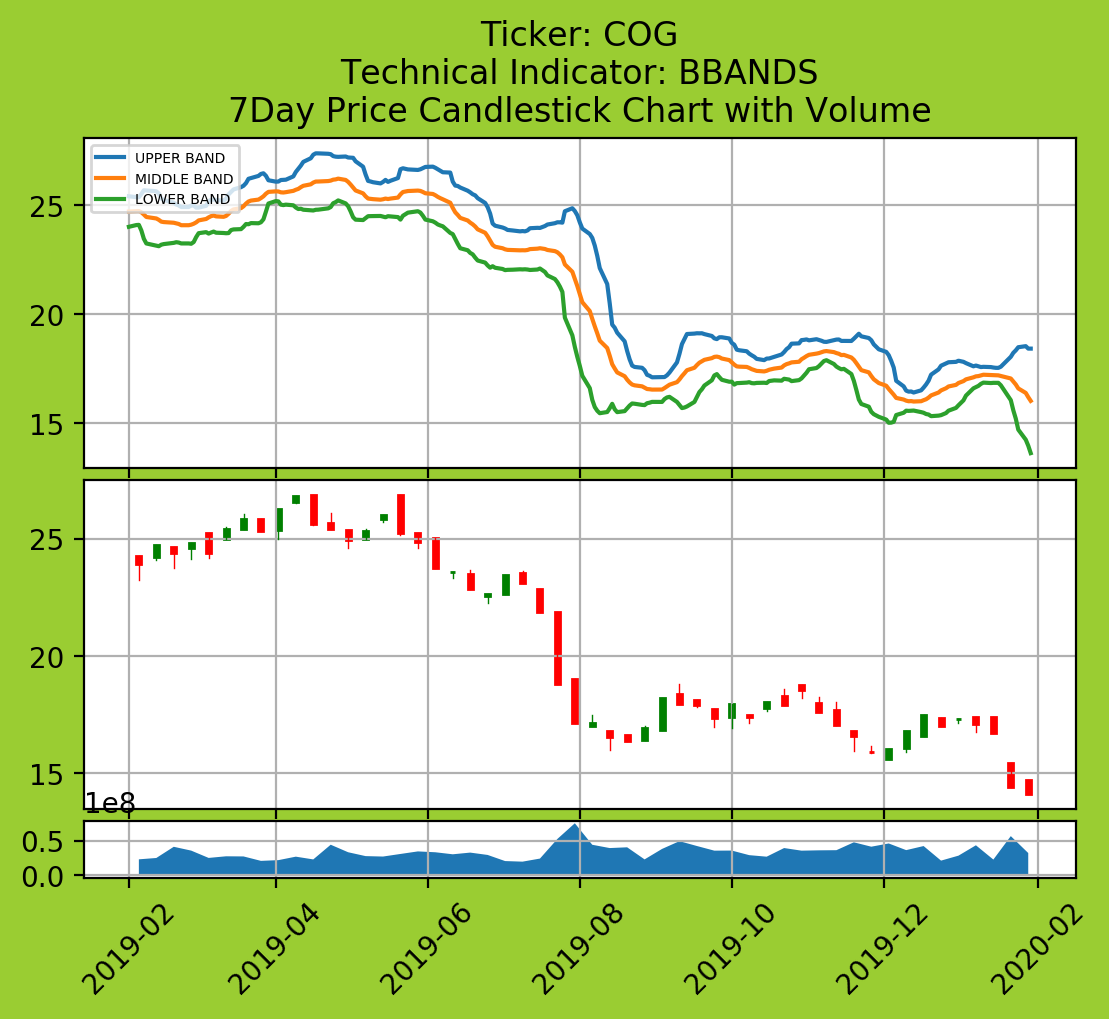 Ticker: COG
Technical Indicator: BBANDS
7Day Price Candlestick Chart with Volume
UPPER BAND
MIDDLE BAND
LOWER BAND
25
20
15
25
20
15
1e8
0.5
0.0
2019-02
2019-04
2019-06
2019-08
2019-10
2019-12
2020-02